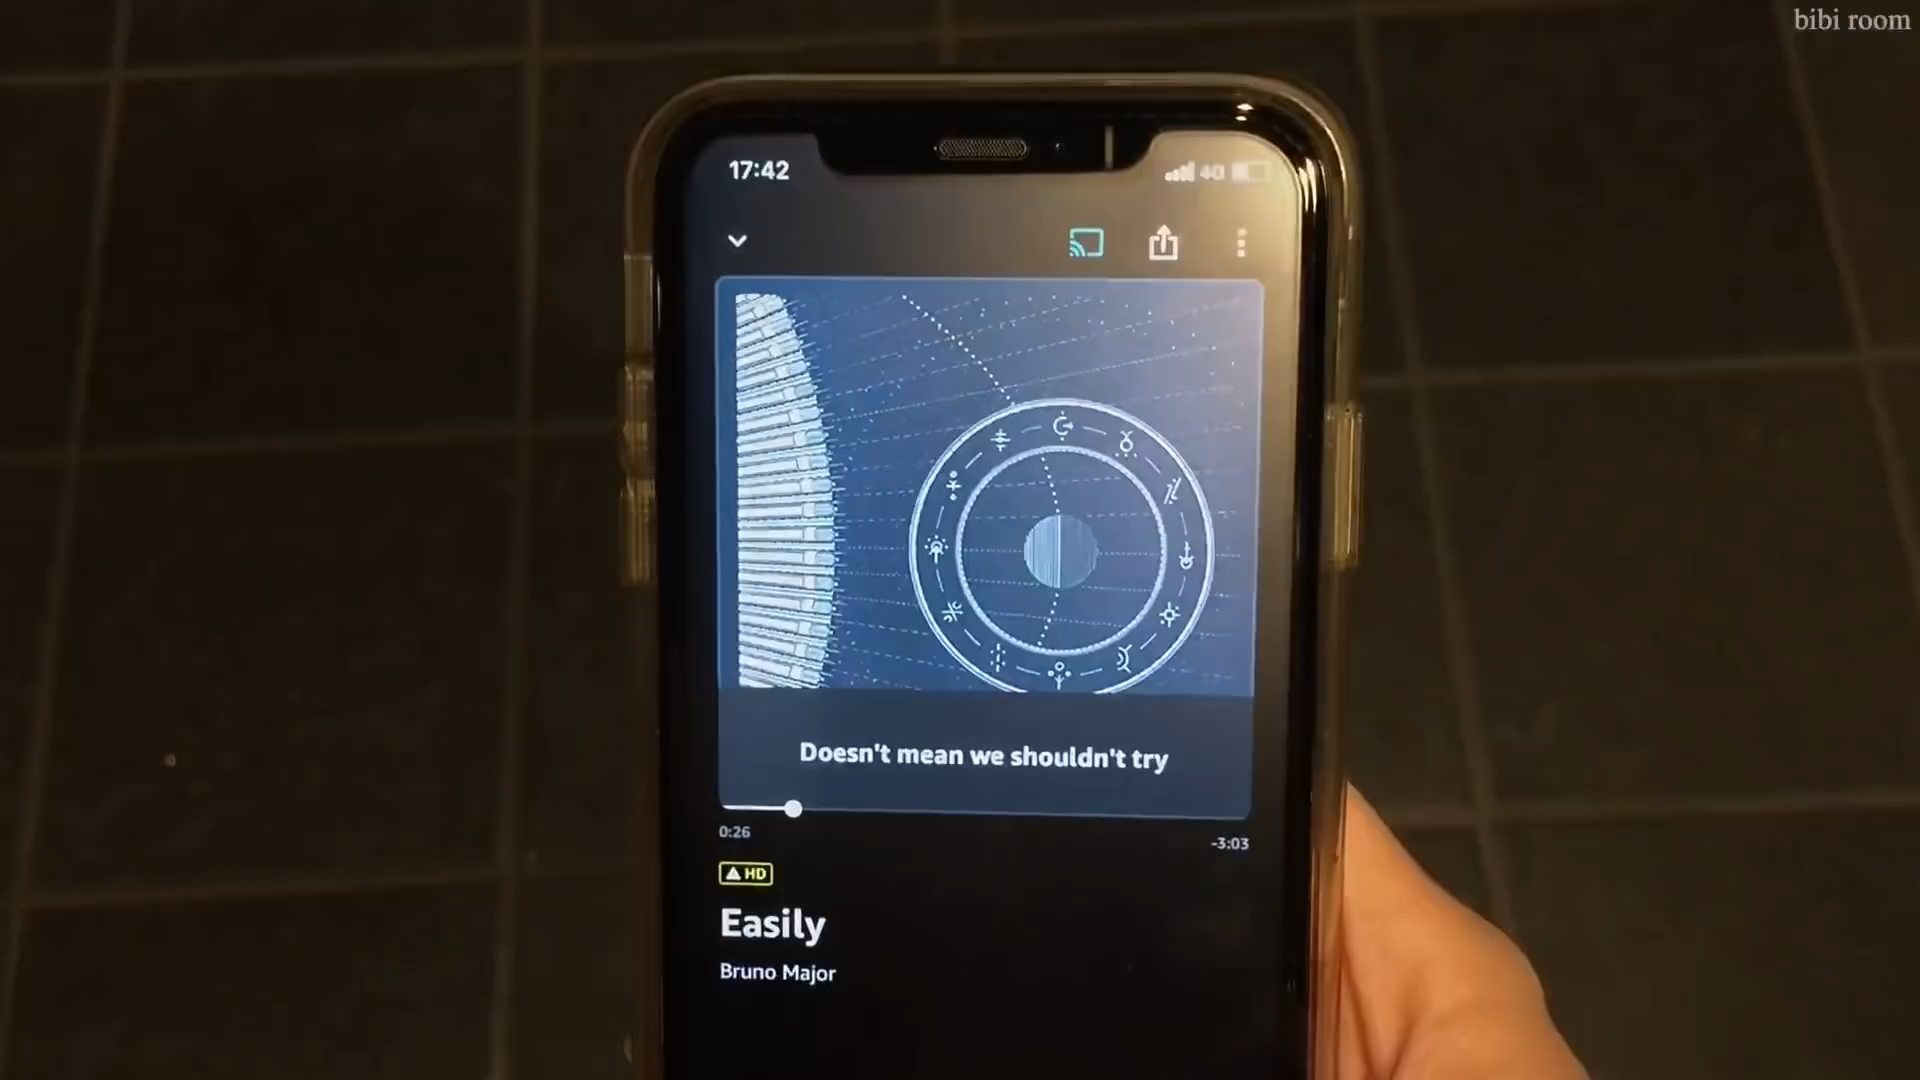 bibi room
17:42
4G
Doesn't mean we shouldn't try
0:26
-3:03
HD
Easily
Bruno Major